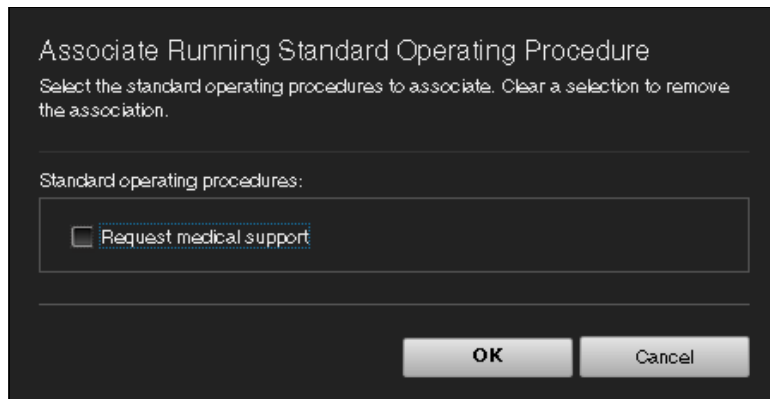 Associate Running Standard Operating Procedure
Select the standard operating procedures to associate. Clear a selection to remove
the association.
Standard operating procedures:
Request medical support
OK
Cancel